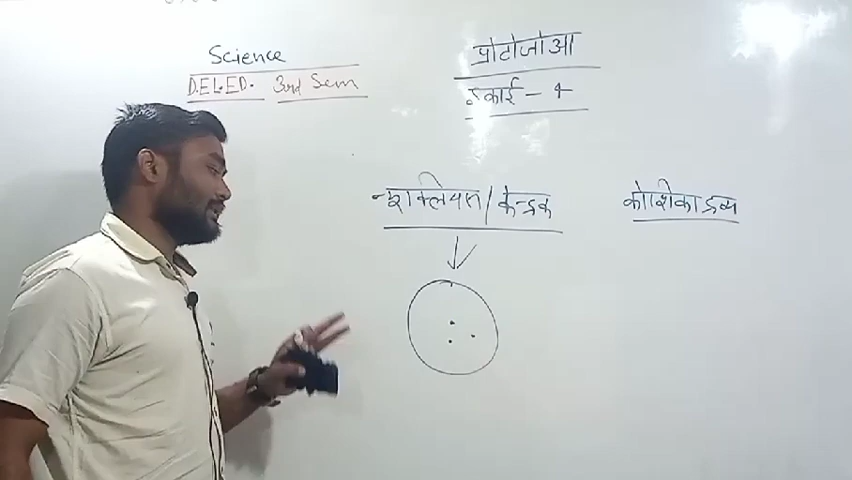 Science
D.EL.ED. 3rd Sem
प्रोटोजोआ
इकाई - 4
न्यूक्लियस / केन्द्रक
कोशिका द्रव्य